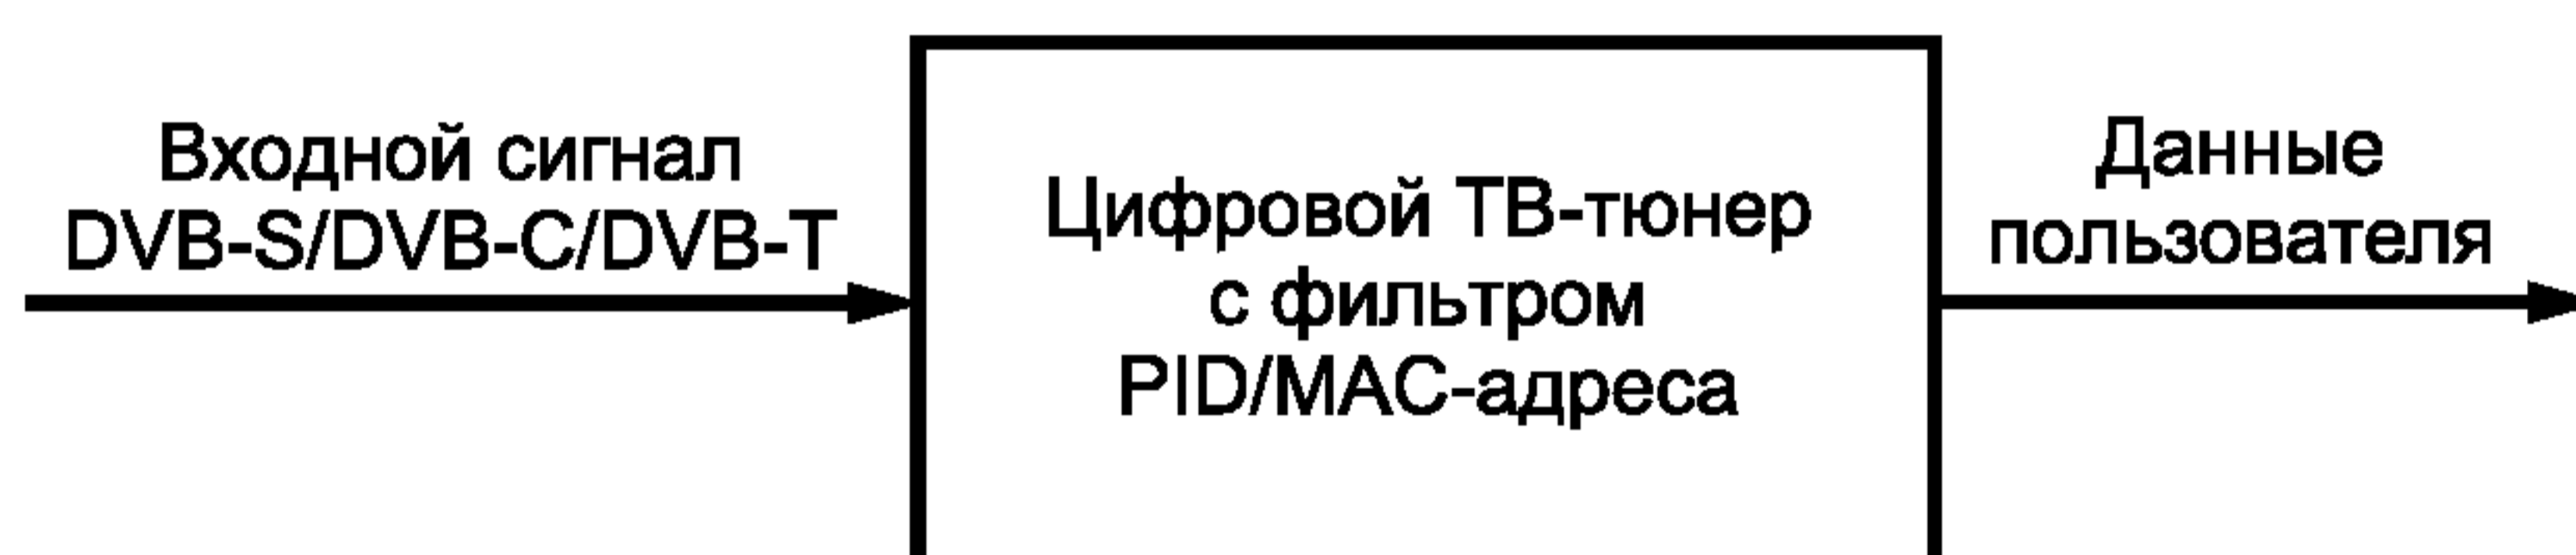 Входной сигнал
DVB-S/DVB-C/DVB-T
Цифровой ТВ-тюнер
с фильтром
PID/MAC-адреса
Данные
пользователя